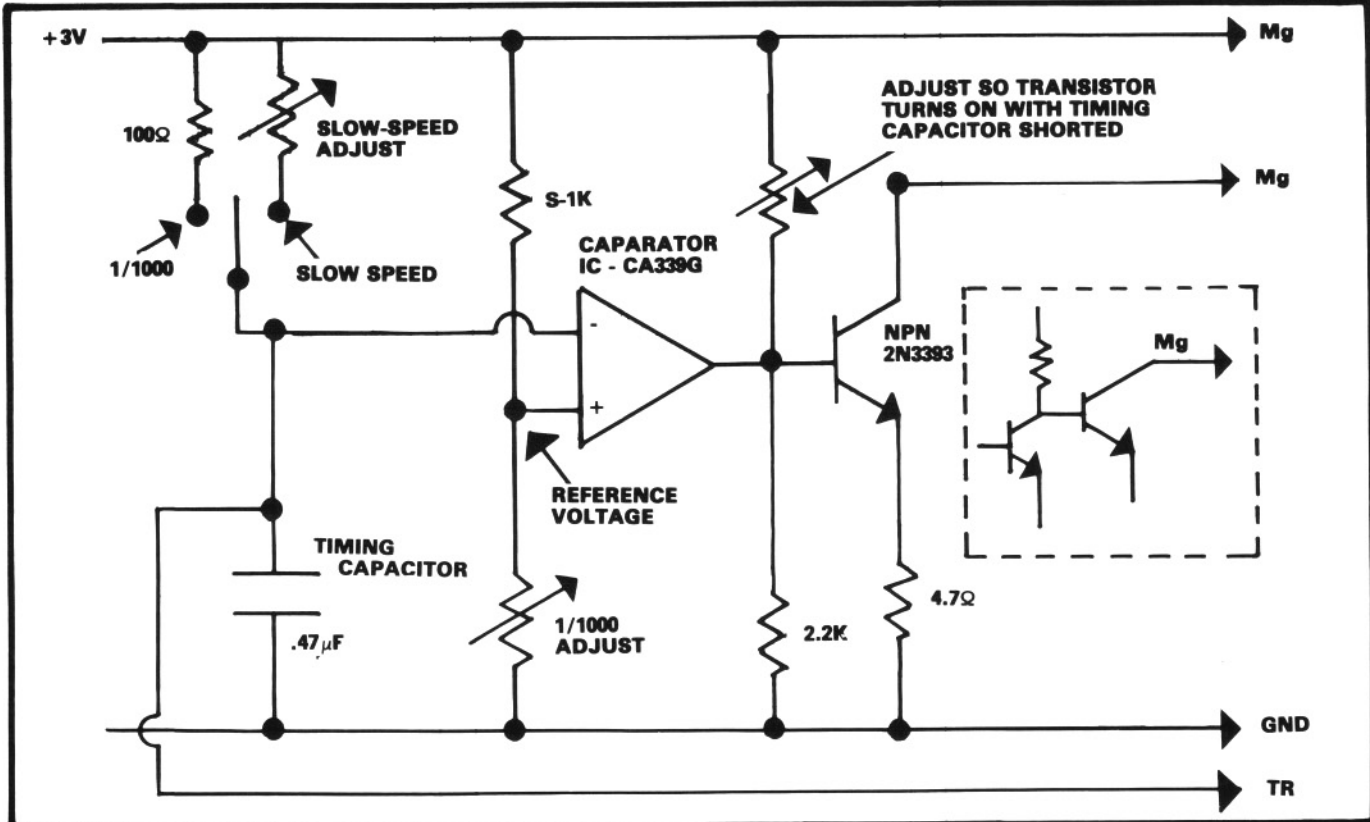 +3V
Mg
ADJUST SO TRANSISTOR
TURNS ON WITH TIMING
CAPACITOR SHORTED
100Ω
SLOW-SPEED
ADJUST
Mg
S-1K
1/1000
SLOW SPEED
CAPARATOR
IC - CA339G
-
+
NPN
2N3393
Mg
REFERENCE
VOLTAGE
TIMING
CAPACITOR
.47μF
1/1000
ADJUST
2.2K
4.7Ω
GND
TR